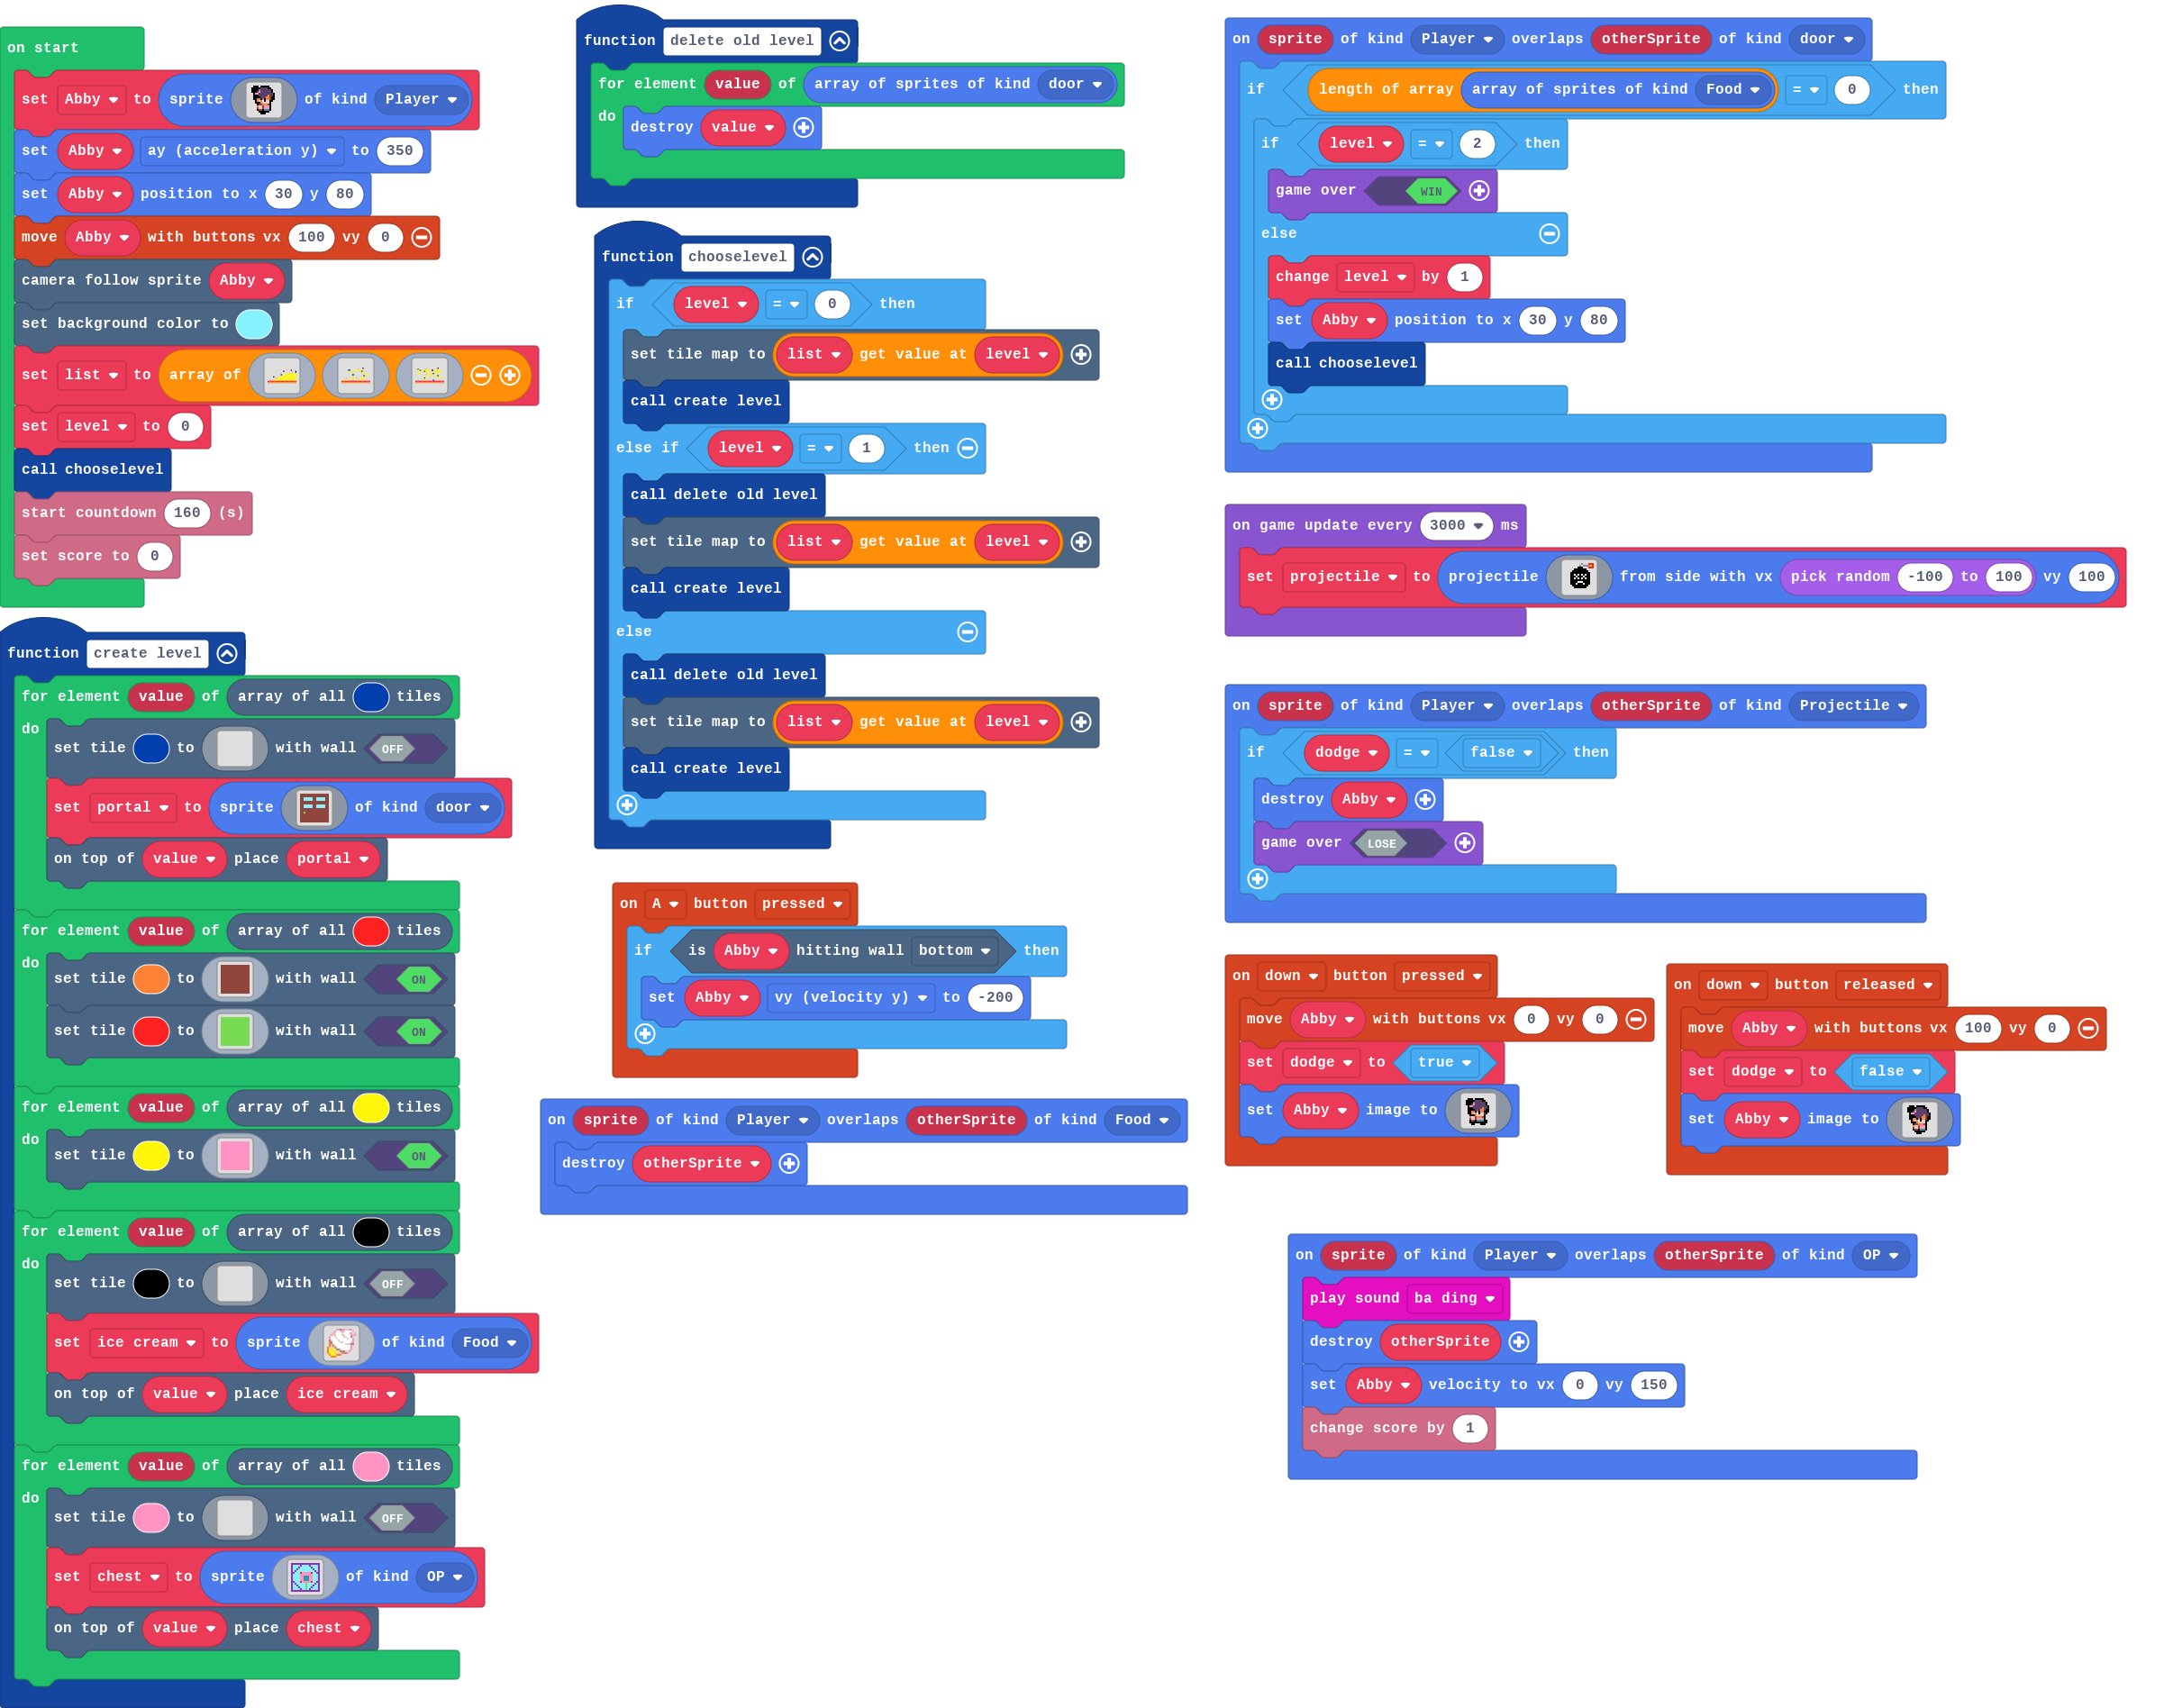 on start
set Abby to sprite of kind Player
set Abby ay (acceleration y) to 350
set Abby position to x 30 y 80
move Abby with buttons vx 100 vy 0
camera follow sprite Abby
set background color to
set list to array of
set level to 0
call chooselevel
start countdown 160 (s)
set score to 0
function create level
for element value of array of all tiles
do
set tile to with wall OFF
set portal to sprite of kind door
on top of value place portal
for element value of array of all tiles
do
set tile to with wall ON
set tile to with wall ON
for element value of array of all tiles
do
set tile to with wall ON
for element value of array of all tiles
do
set tile to with wall OFF
set ice cream to sprite of kind Food
on top of value place ice cream
for element value of array of all tiles
do
set tile to with wall OFF
set chest to sprite of kind OP
on top of value place chest
function delete old level
for element value of array of sprites of kind door
do
destroy value
function chooselevel
if level = 0 then
set tile map to list get value at level
call create level
else if level = 1 then
call delete old level
set tile map to list get value at level
call create level
else
call delete old level
set tile map to list get value at level
call create level
on A button pressed
if is Abby hitting wall bottom then
set Abby vy (velocity y) to -200
on sprite of kind Player overlaps otherSprite of kind Food
destroy otherSprite
on sprite of kind Player overlaps otherSprite of kind door
if length of array array of sprites of kind Food = 0 then
if level = 2 then
game over WIN
else
change level by 1
set Abby position to x 30 y 80
call chooselevel
on game update every 3000 ms
set projectile to projectile from side with vx pick random -100 to 100 vy 100
on sprite of kind Player overlaps otherSprite of kind Projectile
if dodge = false then
destroy Abby
game over LOSE
on down button pressed
move Abby with buttons vx 0 vy 0
set dodge to true
set Abby image to
on down button released
move Abby with buttons vx 100 vy 0
set dodge to false
set Abby image to
on sprite of kind Player overlaps otherSprite of kind OP
play sound ba ding
destroy otherSprite
set Abby velocity to vx 0 vy 150
change score by 1